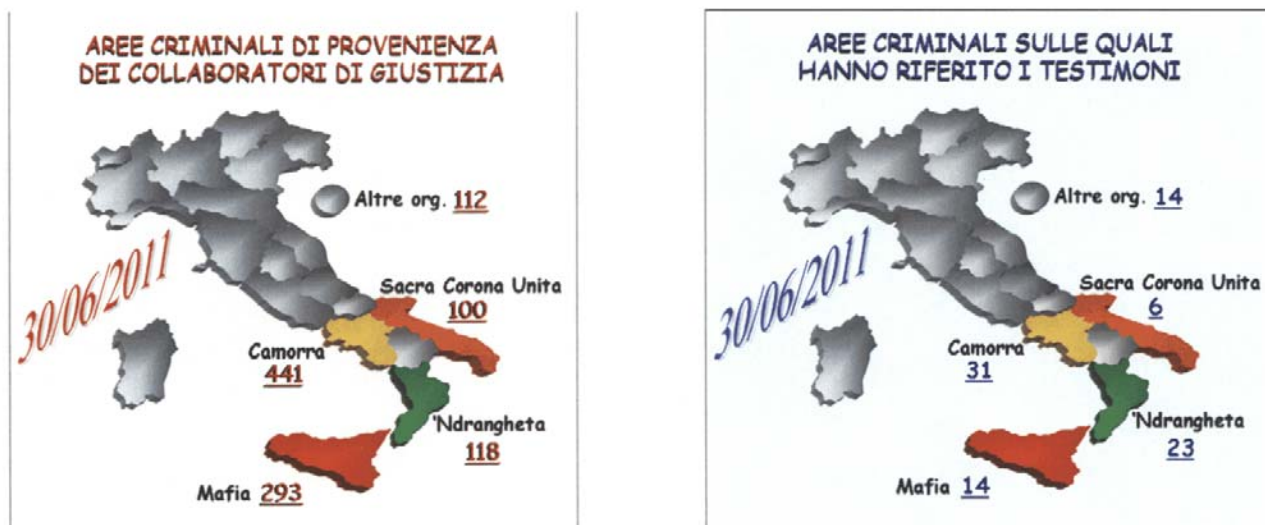 AREE CRIMINALI DI PROVENIENZA
DEI COLLABORATORI DI GIUSTIZIA
Altre org. 112
30/06/2011
Sacra Corona Unita
100
Camorra
441
'Ndrangheta
118
Mafia 293
AREE CRIMINALI SULLE QUALI
HANNO RIFERITO I TESTIMONI
Altre org. 14
30/06/2011
Sacra Corona Unita
6
Camorra
31
'Ndrangheta
23
Mafia 14